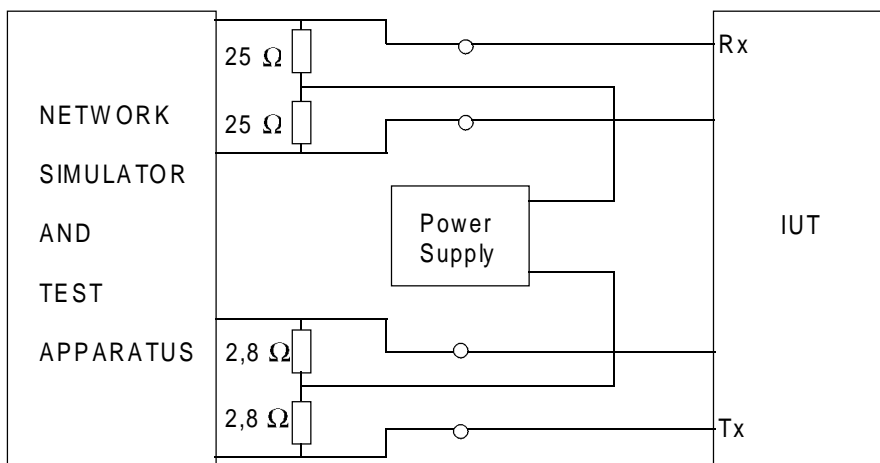 Rx
25 Ω
25 Ω
NETWORK
SIMULATOR
AND
TEST
APPARATUS
Power
Supply
IUT
2,8 Ω
2,8 Ω
Tx